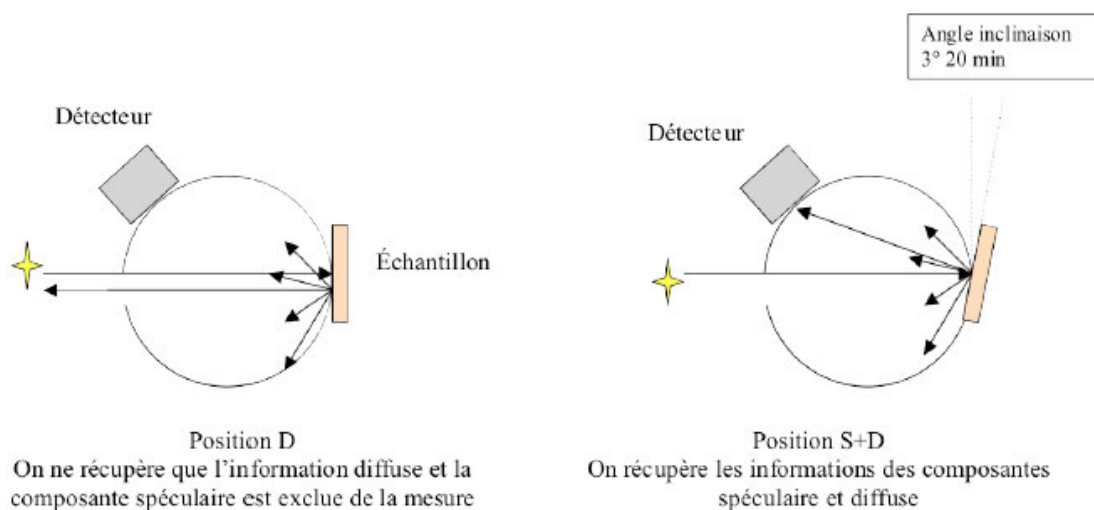 Angle inclinaison
3° 20 min
Détecteur
Échantillon
Position D
On ne récupère que l'information diffuse et la
composante spéculaire est exclue de la mesure
Détecteur
Position S+D
On récupère les informations des composantes
spéculaire et diffuse